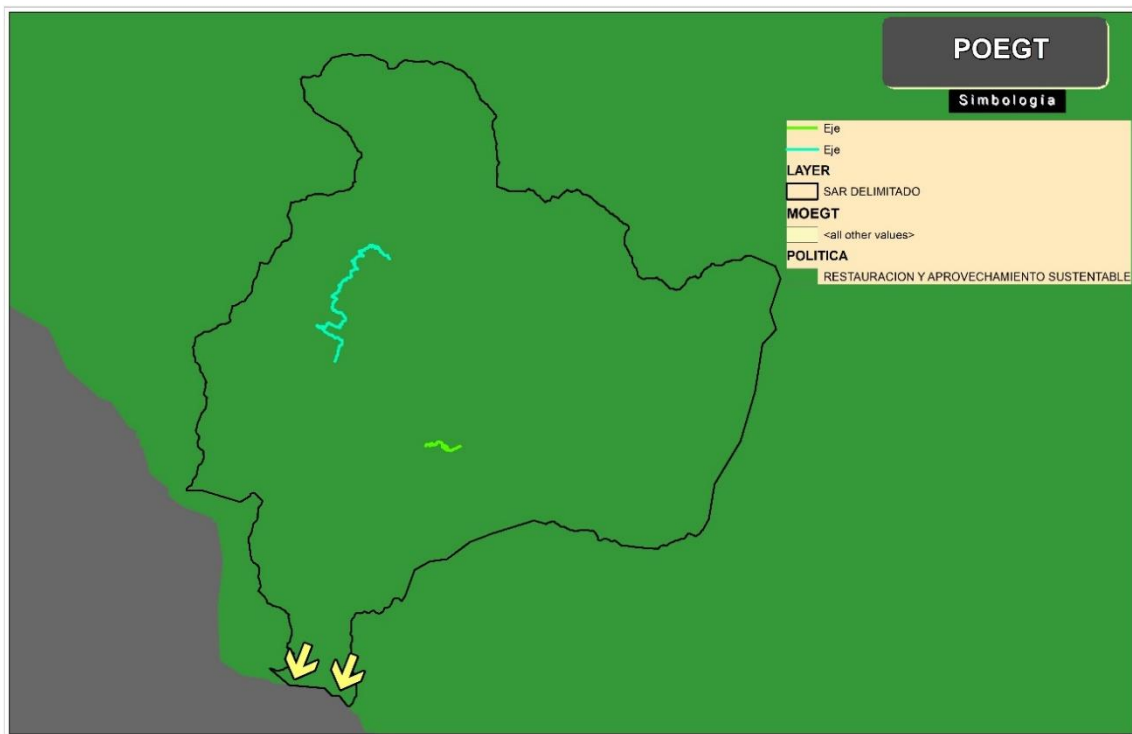 POEGT
Simbología
Eje
Eje
LAYER
SAR DELIMITADO
MOEGT
<all other values>
POLITICA
RESTAURACION Y APROVECHAMIENTO SUSTENTABLE